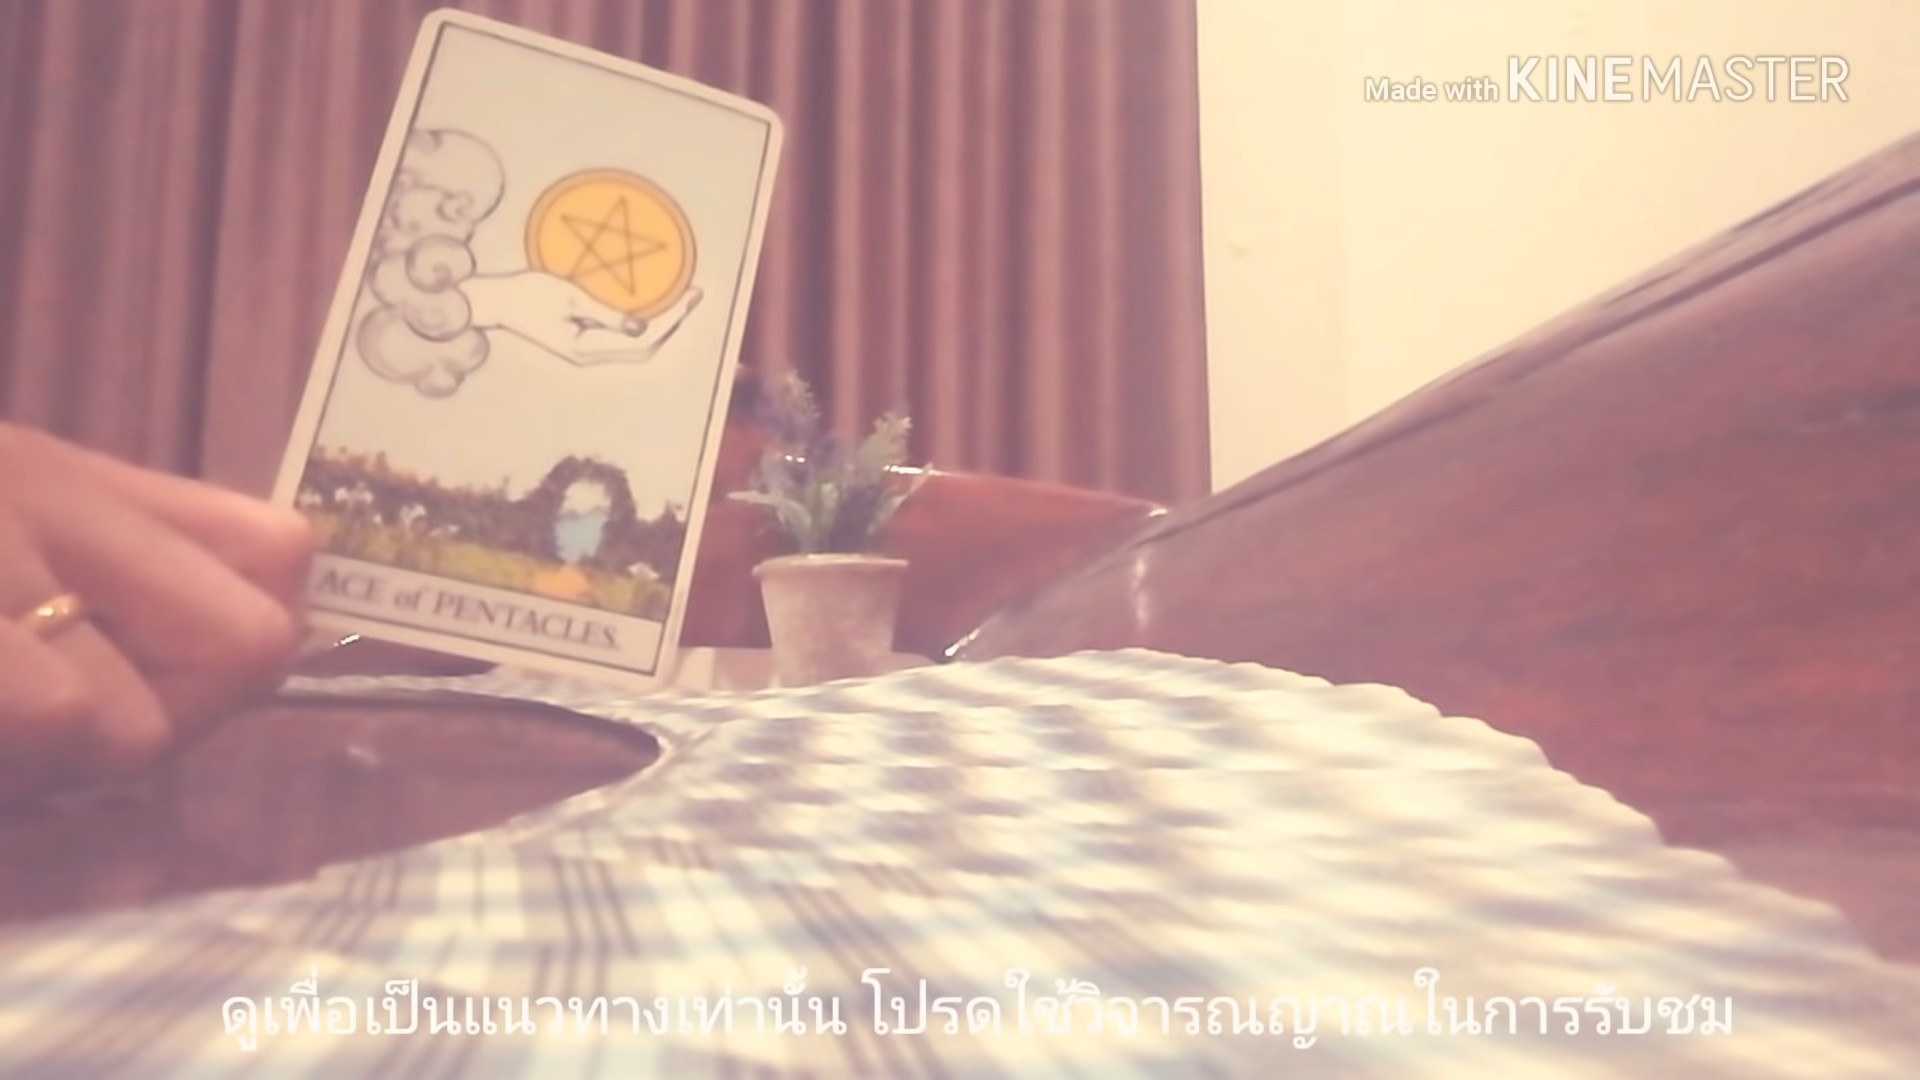 Made with KINEMASTER
ACE of PENTACLES.
ดูเพื่อเป็นแนวทางเท่านั้น โปรดใช้วิจารณญาณในการรับชม